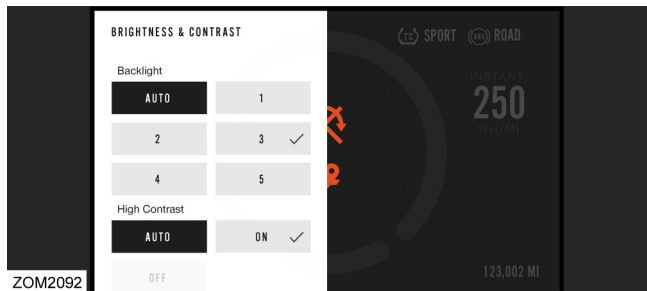 BRIGHTNESS & CONTRAST
Backlight
AUTO
1
2
3
4
5
High Contrast
AUTO
ON
OFF
TC SPORT
ABS ROAD
INSTANT
250
WH/MI
123,002 MI
ZOM2092